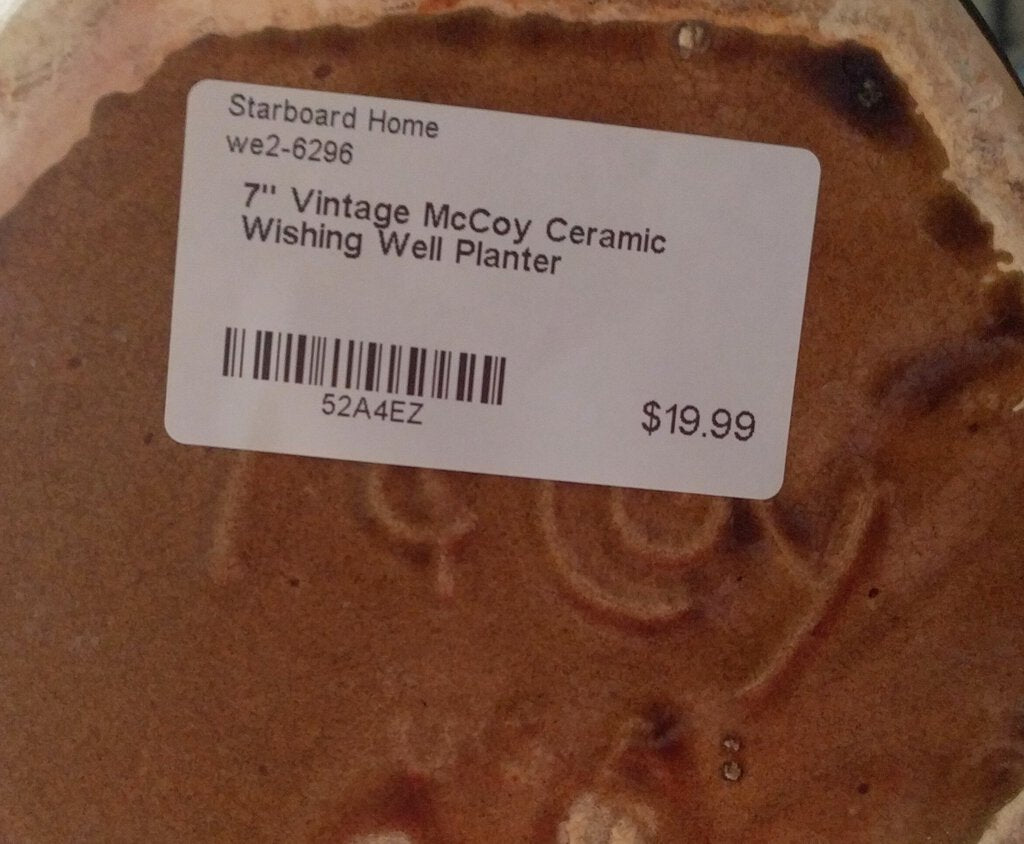 Starboard Home
we2-6296
7" Vintage McCoy Ceramic
Wishing Well Planter
52A4EZ
$19.99